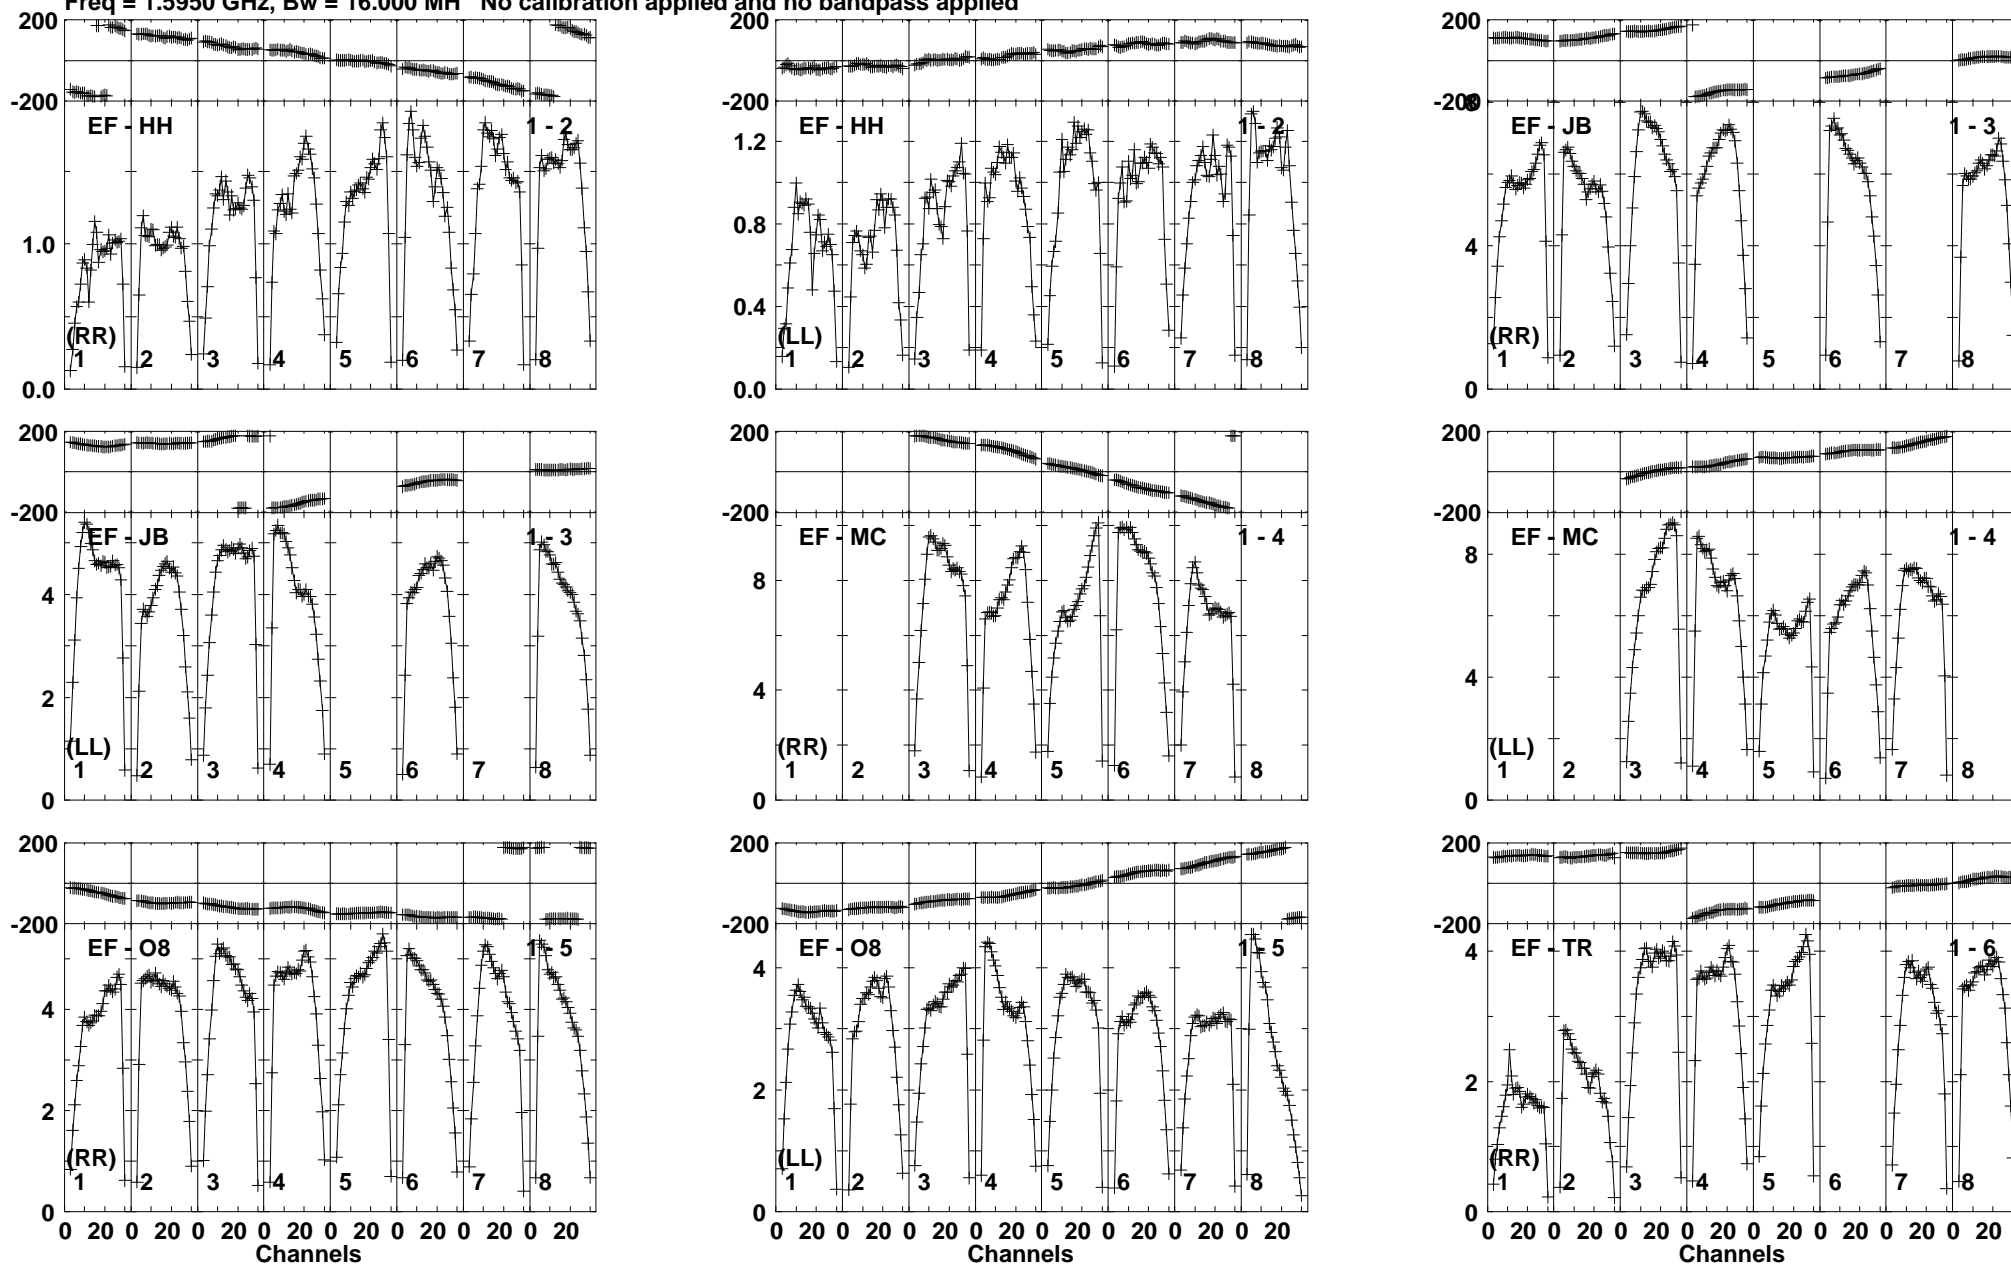 Freq = 1.5950 GHz, Bw = 16.000 MH No calibration applied and no bandpass applied
200 200 200
-200 -200 -200
8
EF - HH 1 - 2 EF - HH 1 - 2 EF - JB 1 - 3
1.2
1.0 0.8 4
0.4
(RR) (LL) (RR)
1 2 3 4 5 6 7 8 1 2 3 4 5 6 7 8 1 2 3 4 5 6 7 8
0.0 0.0 0
200 200 200
-200 -200 -200
EF - JB 1 - 3 EF - MC 1 - 4 EF - MC 1 - 4
4 8 8
2 4 4
(LL) (RR) (LL)
1 2 3 4 5 6 7 8 1 2 3 4 5 6 7 8 1 2 3 4 5 6 7 8
0 0 0
200 200 200
-200 -200 -200
EF - O8 1 - 5 EF - O8 1 - 5 EF - TR 1 - 6
4 4 4
2 2 2
(RR) (LL) (RR)
1 2 3 4 5 6 7 8 1 2 3 4 5 6 7 8 1 2 3 4 5 6 7 8
0 0 0
0 20 0 20 0 20 0 20 0 20 0 20 0 20 0 20 0 20 0 20 0 20 0 20 0 20 0 20 0 20 0 20 0 20 0 20 0 20 0 20 0 20 0 20 0 20 0 20
Channels Channels Channels